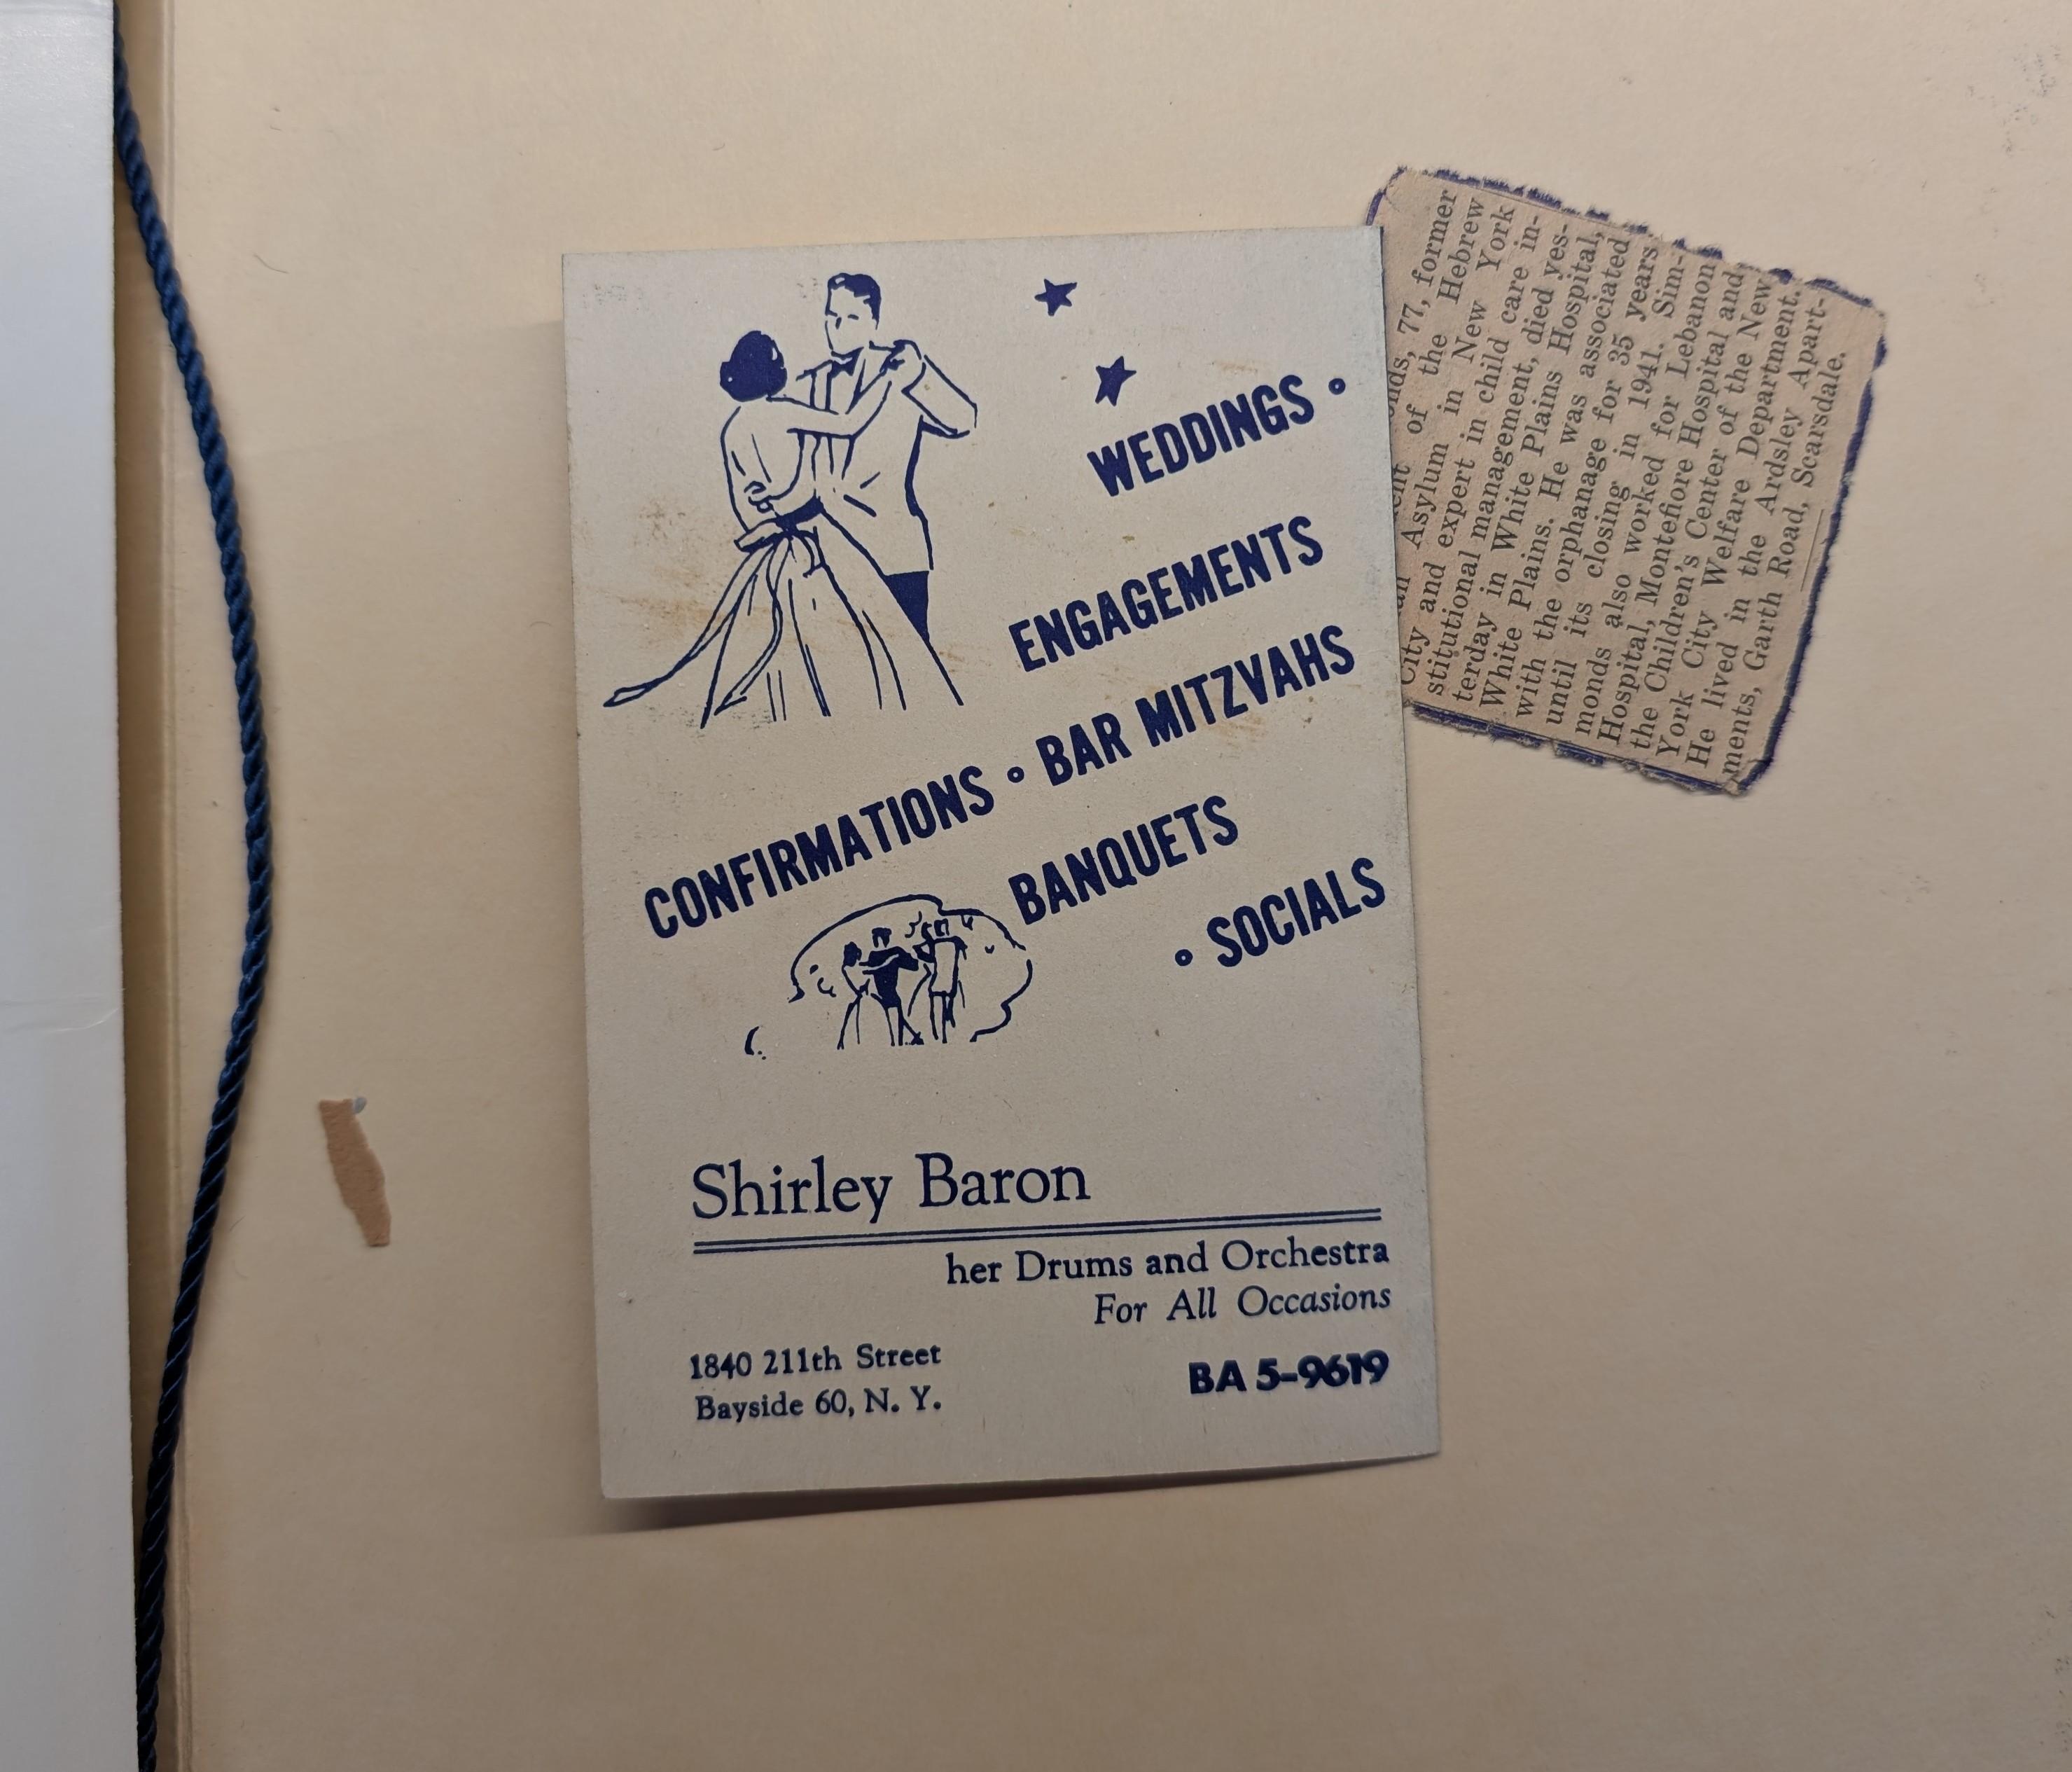 WEDDINGS •
ENGAGEMENTS
CONFIRMATIONS • BAR MITZVAHS
BANQUETS
• SOCIALS
Shirley Baron
her Drums and Orchestra
For All Occasions
1840 211th Street
Bayside 60, N. Y.
BA 5-9619
77, former
of the Hebrew
Asylum in New York
City and expert in child care in-
stitutional management, died yes-
terday in White Plains Hospital,
White Plains. He was associated
with the orphanage for 35 years
until its closing in 1941. Sim-
monds also worked for Lebanon
Hospital, Montefiore Hospital and
the Children's Center of the New
York City Welfare Department.
He lived in the Ardsley Apart-
ments, Garth Road, Scarsdale.